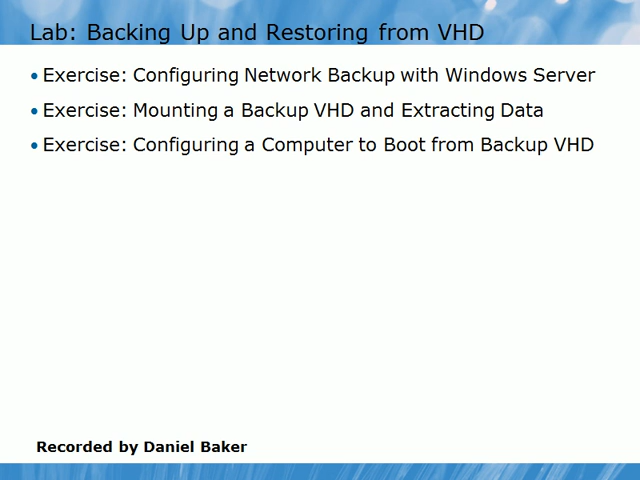 Lab: Backing Up and Restoring from VHD
• Exercise: Configuring Network Backup with Windows Server
• Exercise: Mounting a Backup VHD and Extracting Data
• Exercise: Configuring a Computer to Boot from Backup VHD
Recorded by Daniel Baker